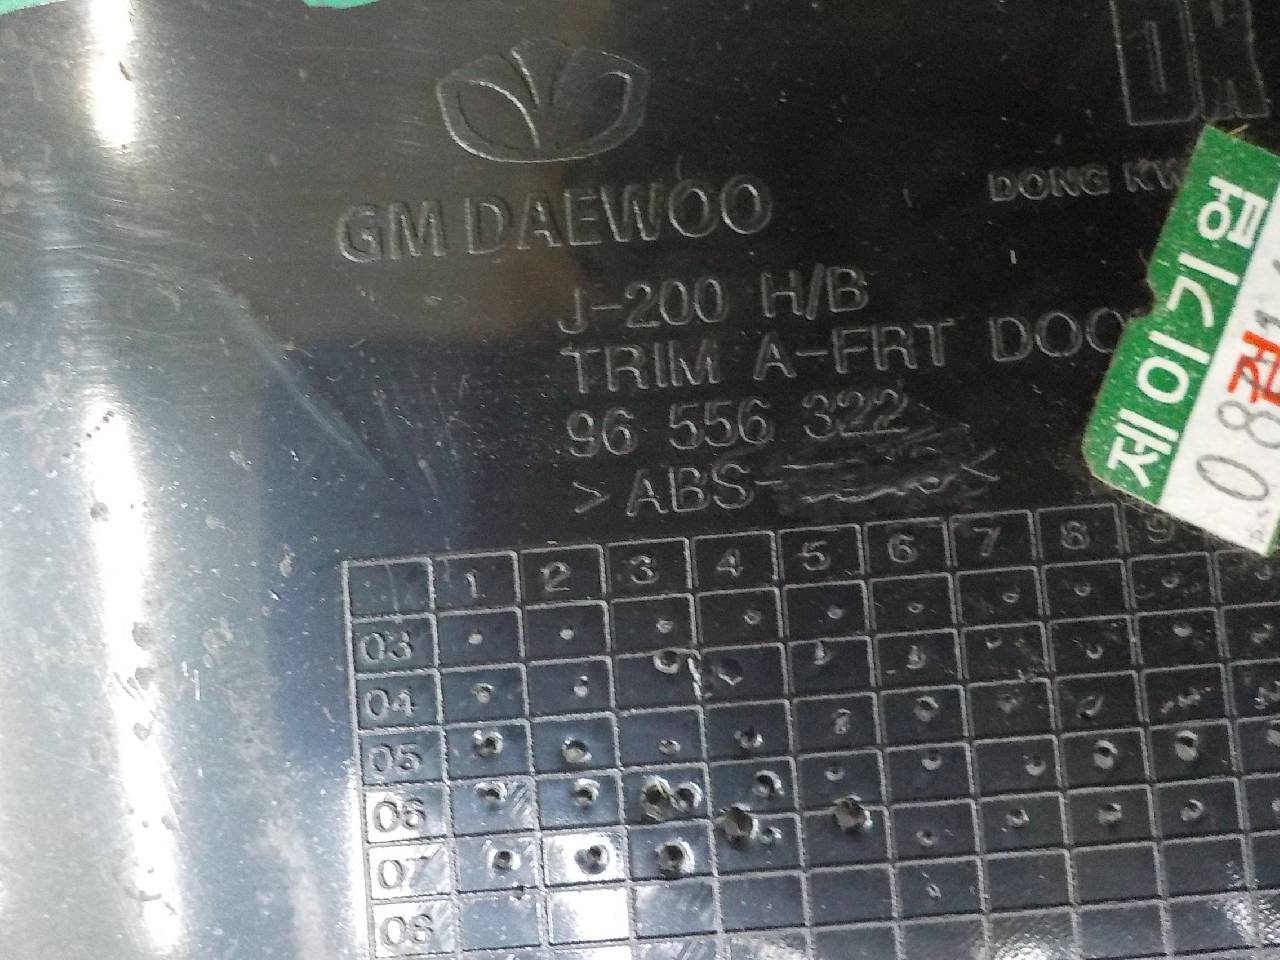 GM DAEWOO
DONG KW
J-200 H/B
TRIM A-FRT DOO
96 556 322
>ABS-
제이기업
08
1 2 3 4 5 6 7 8 9
03
04
05
06
07
08